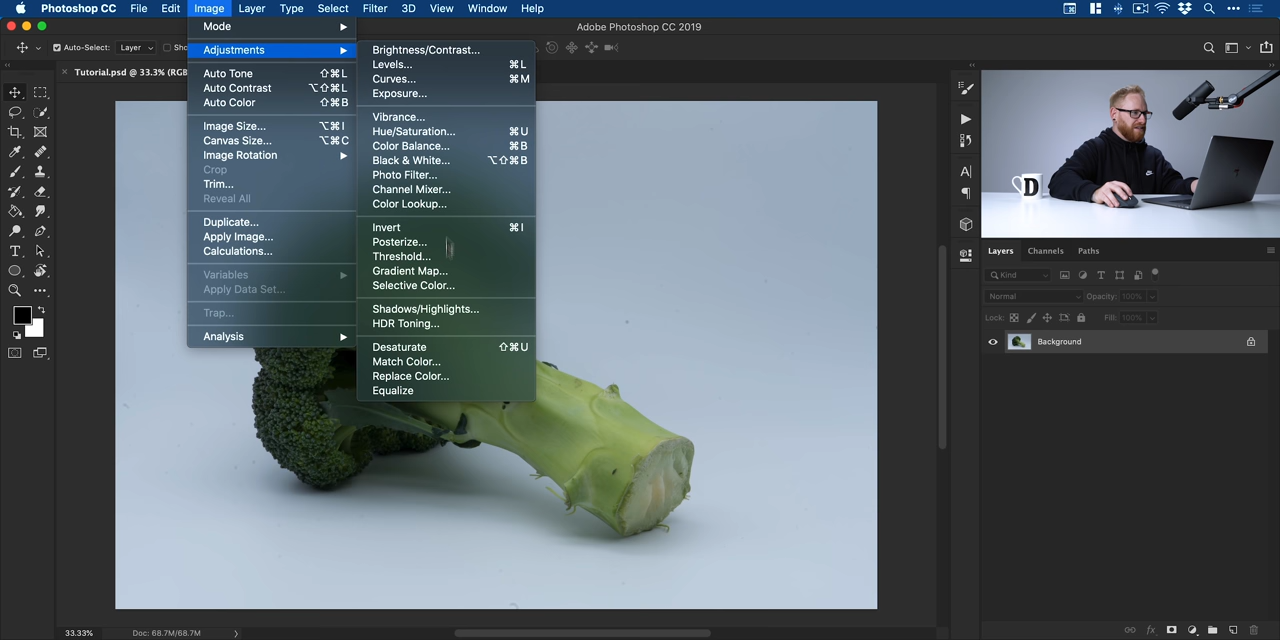 Photoshop CC File Edit Image Layer Type Select Filter 3D View Window Help
Adobe Photoshop CC 2019
Auto-Select: Layer Sho
Tutorial.psd @ 33.3% (RGB
Mode
Adjustments
Auto Tone ⇧⌘L
Auto Contrast ⌥⇧⌘L
Auto Color ⇧⌘B
Image Size... ⌥⌘I
Canvas Size... ⌥⌘C
Image Rotation
Crop
Trim...
Reveal All
Duplicate...
Apply Image...
Calculations...
Variables
Apply Data Set...
Trap...
Analysis
Brightness/Contrast...
Levels... ⌘L
Curves... ⌘M
Exposure...
Vibrance...
Hue/Saturation... ⌘U
Color Balance... ⌘B
Black & White... ⌥⇧⌘B
Photo Filter...
Channel Mixer...
Color Lookup...
Invert ⌘I
Posterize...
Threshold...
Gradient Map...
Selective Color...
Shadows/Highlights...
HDR Toning...
Desaturate ⇧⌘U
Match Color...
Replace Color...
Equalize
D
Layers Channels Paths
Kind
Normal Opacity: 100%
Lock: Fill: 100%
Background
fx
33.33% Doc: 68.7M/68.7M